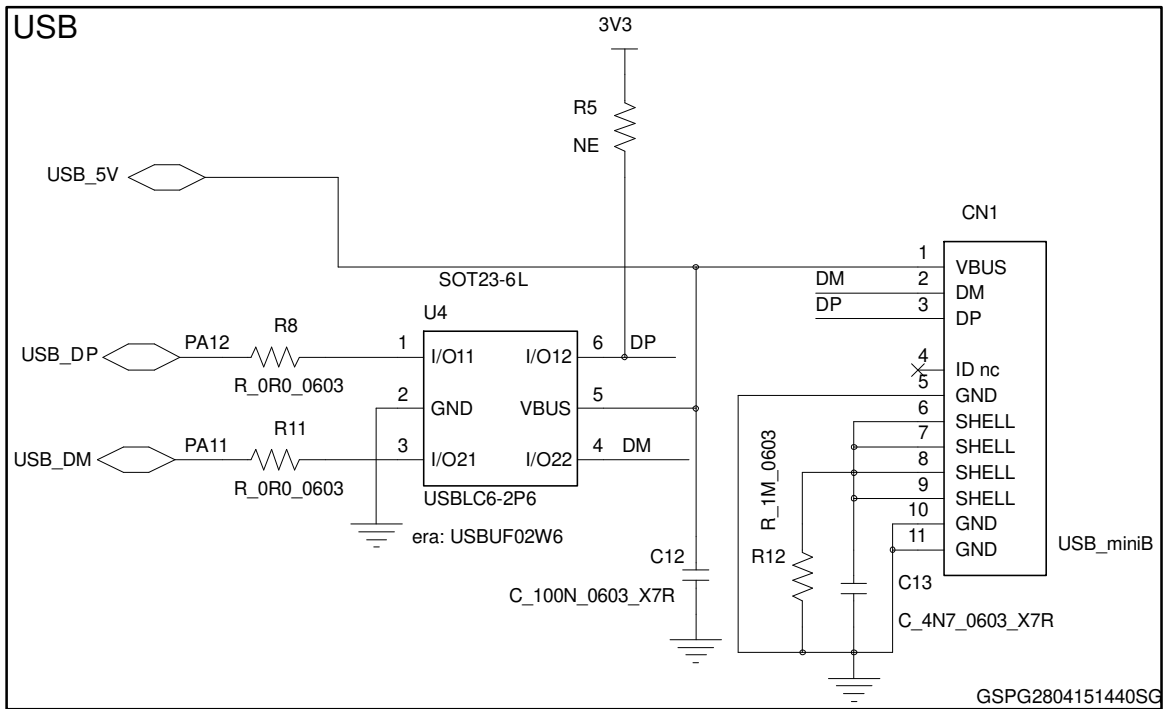 USB
3V3
R5
NE
USB_5V
CN1
SOT23-6L
U4
1 VBUS
DM 2 DM
DP 3 DP
4 ID nc
5 GND
6 SHELL
7 SHELL
8 SHELL
9 SHELL
10 GND
11 GND
USB_miniB
USB_DP PA12 R8
R_0R0_0603
1 I/O11 I/O12 6 DP
2 GND VBUS 5
3 I/O21 I/O22 4 DM
USB_DM PA11 R11
R_0R0_0603
USBLC6-2P6
era: USBUF02W6
C12
C_100N_0603_X7R
R_1M_0603
R12
C13
C_4N7_0603_X7R
GSPG2804151440SG